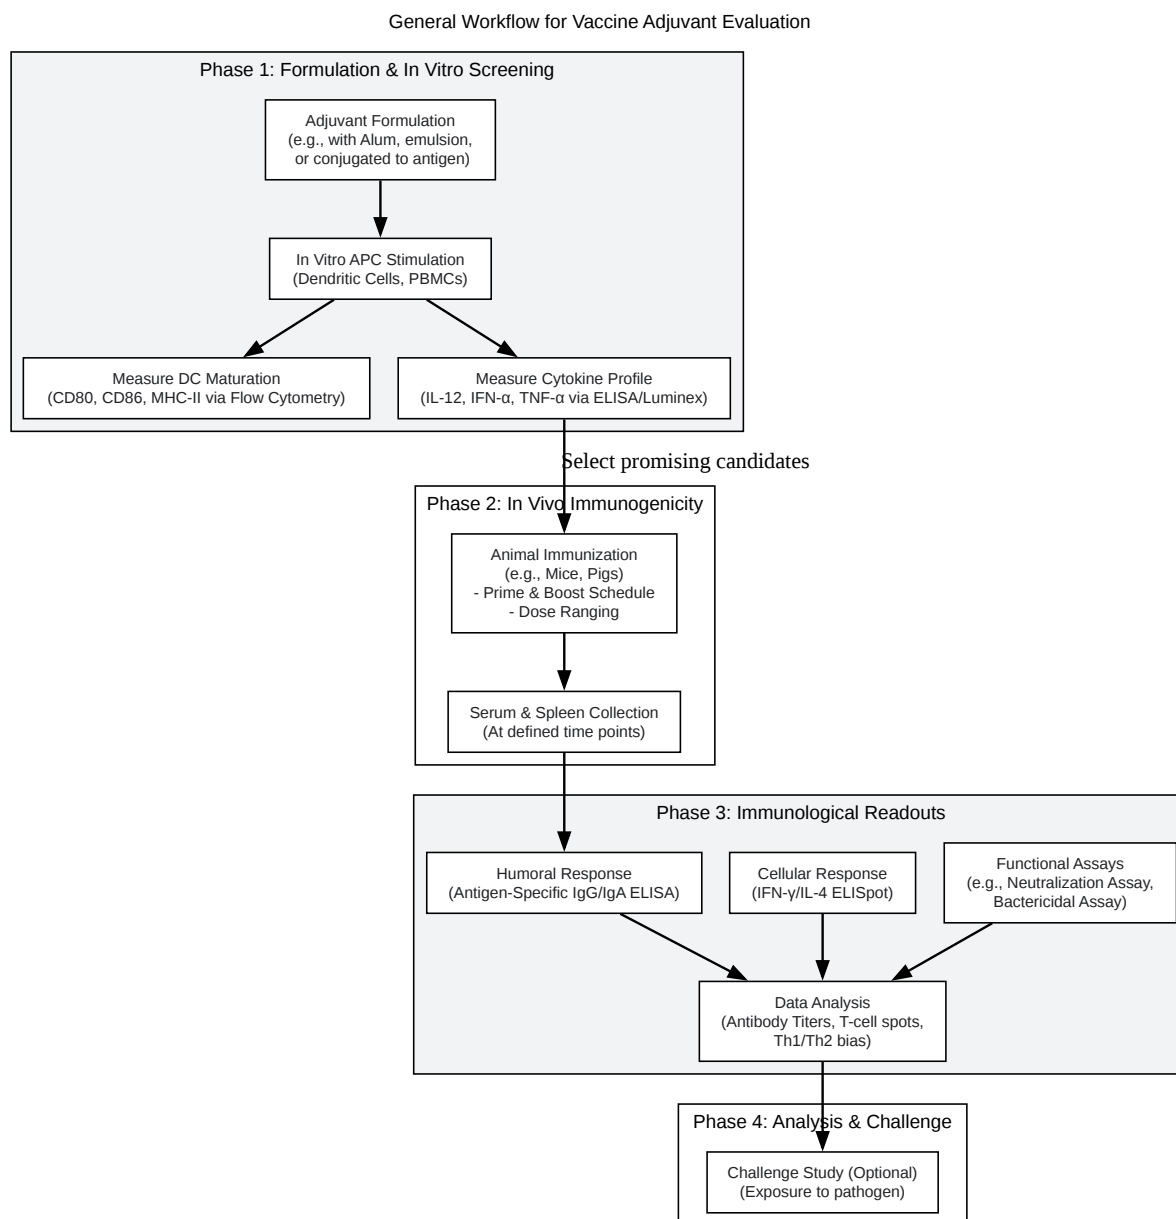 General Workflow for Vaccine Adjuvant Evaluation
Phase 1: Formulation & In Vitro Screening
Adjuvant Formulation
(e.g., with Alum, emulsion,
or conjugated to antigen)
In Vitro APC Stimulation
(Dendritic Cells, PBMCs)
Measure DC Maturation
(CD80, CD86, MHC-II via Flow Cytometry)
Measure Cytokine Profile
(IL-12, IFN-α, TNF-α via ELISA/Luminex)
Select promising candidates
Phase 2: In Vivo Immunogenicity
Animal Immunization
(e.g., Mice, Pigs)
- Prime & Boost Schedule
- Dose Ranging
Serum & Spleen Collection
(At defined time points)
Phase 3: Immunological Readouts
Humoral Response
(Antigen-Specific IgG/IgA ELISA)
Cellular Response
(IFN-γ/IL-4 ELISpot)
Functional Assays
(e.g., Neutralization Assay,
Bactericidal Assay)
Data Analysis
(Antibody Titers, T-cell spots,
Th1/Th2 bias)
Phase 4: Analysis & Challenge
Challenge Study (Optional)
(Exposure to pathogen)